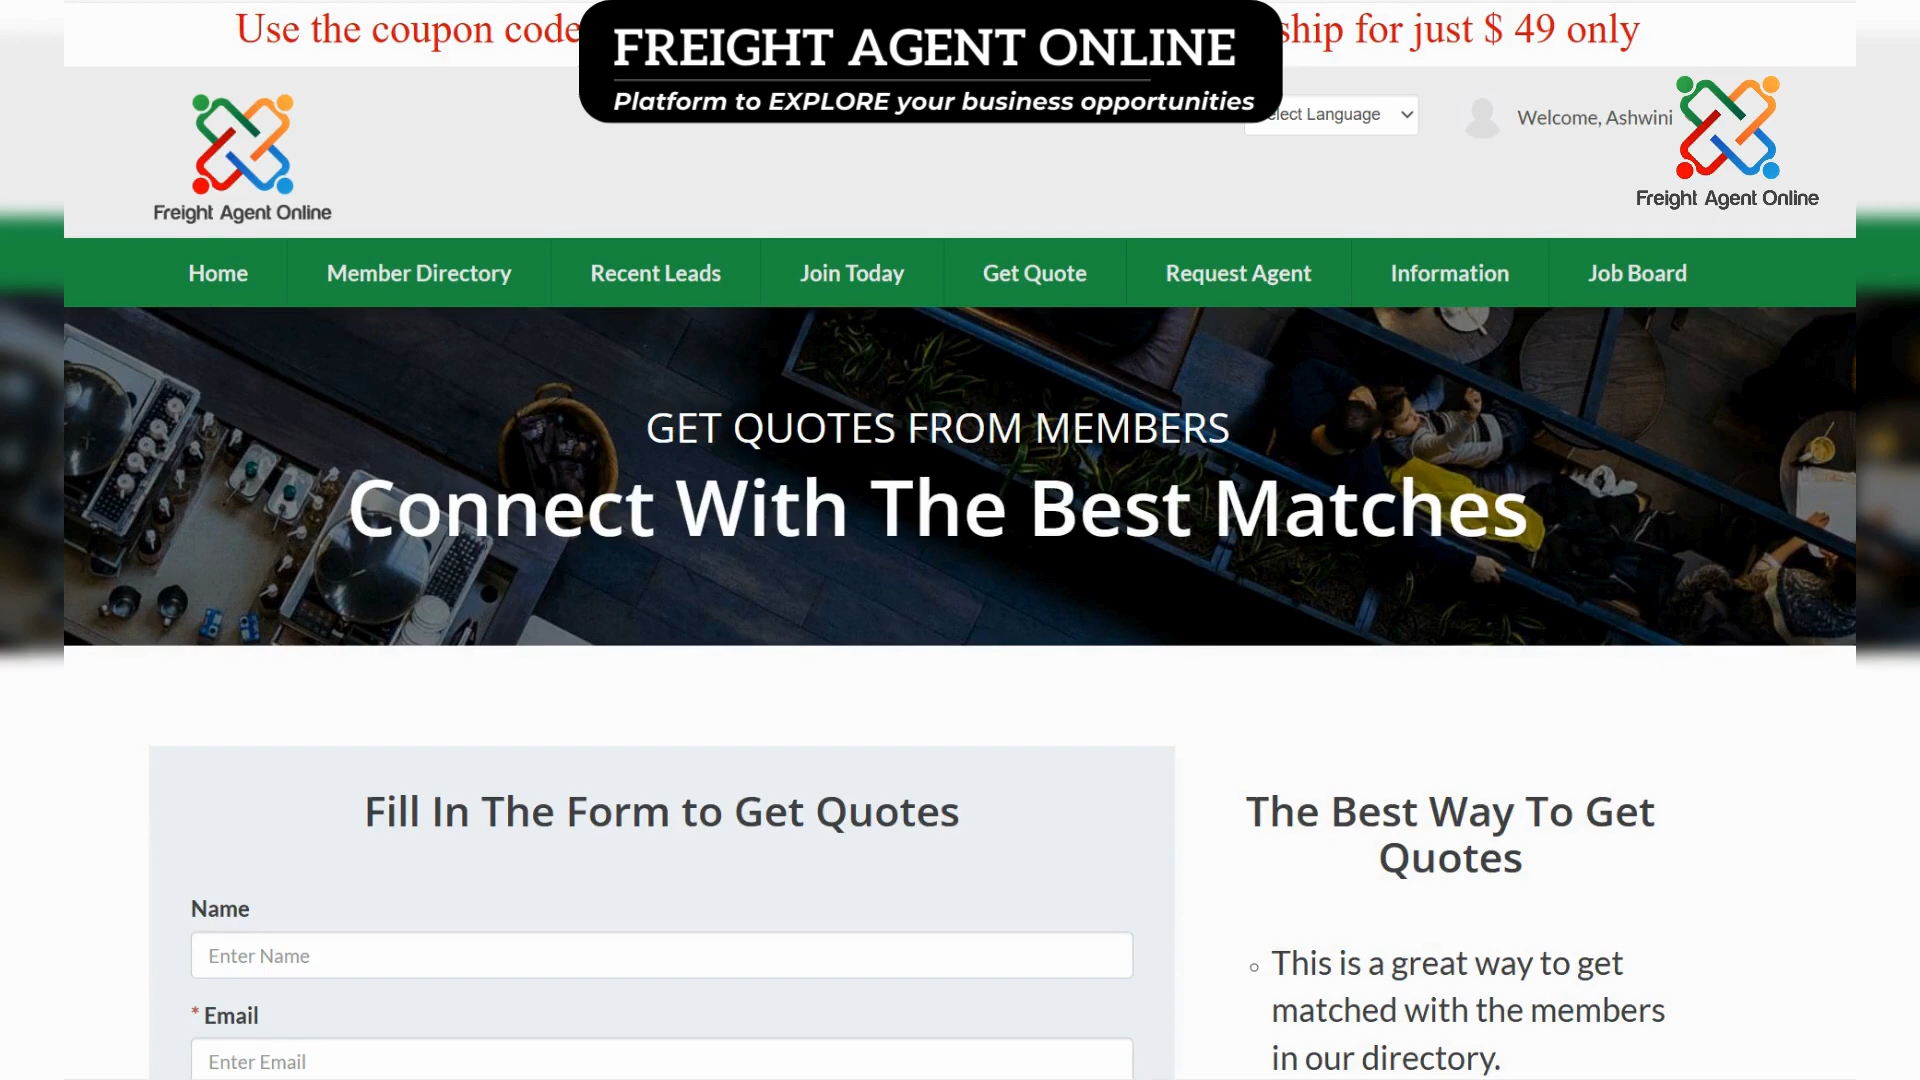 Use the coupon code
FREIGHT AGENT ONLINE
ship for just $ 49 only
Platform to EXPLORE your business opportunities
Language
Welcome, Ashwini
Freight Agent Online
Freight Agent Online
Home
Member Directory
Recent Leads
Join Today
Get Quote
Request Agent
Information
Job Board
GET QUOTES FROM MEMBERS
Connect With The Best Matches
Fill In The Form to Get Quotes
Name
Enter Name
* Email
Enter Email
The Best Way To Get
Quotes
This is a great way to get
matched with the members
in our directory.